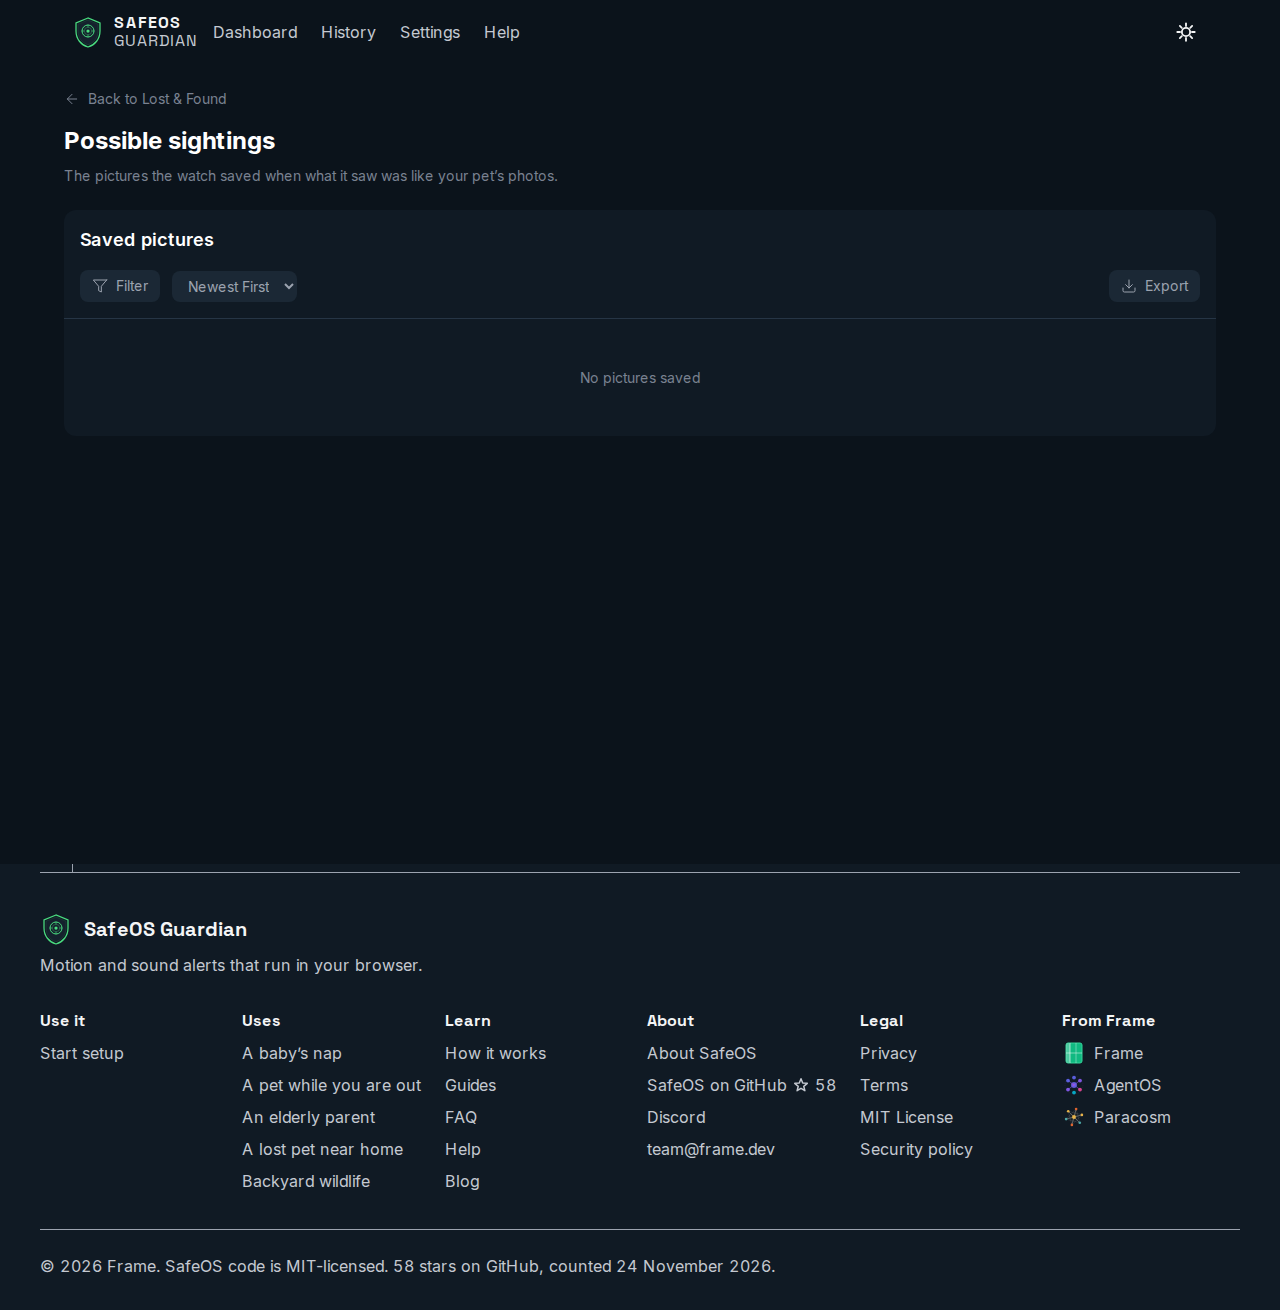 SAFEOS
GUARDIAN
Dashboard
History
Settings
Help
Back to Lost & Found
Possible sightings
The pictures the watch saved when what it saw was like your pet’s photos.
Saved pictures
Filter
Newest First
Export
No pictures saved
SafeOS Guardian
Motion and sound alerts that run in your browser.
Use it
Start setup
Uses
A baby’s nap
A pet while you are out
An elderly parent
A lost pet near home
Backyard wildlife
Learn
How it works
Guides
FAQ
Help
Blog
About
About SafeOS
SafeOS on GitHub ☆ 58
Discord
team@frame.dev
Legal
Privacy
Terms
MIT License
Security policy
From Frame
Frame
AgentOS
Paracosm
© 2026 Frame. SafeOS code is MIT-licensed. 58 stars on GitHub, counted 24 November 2026.